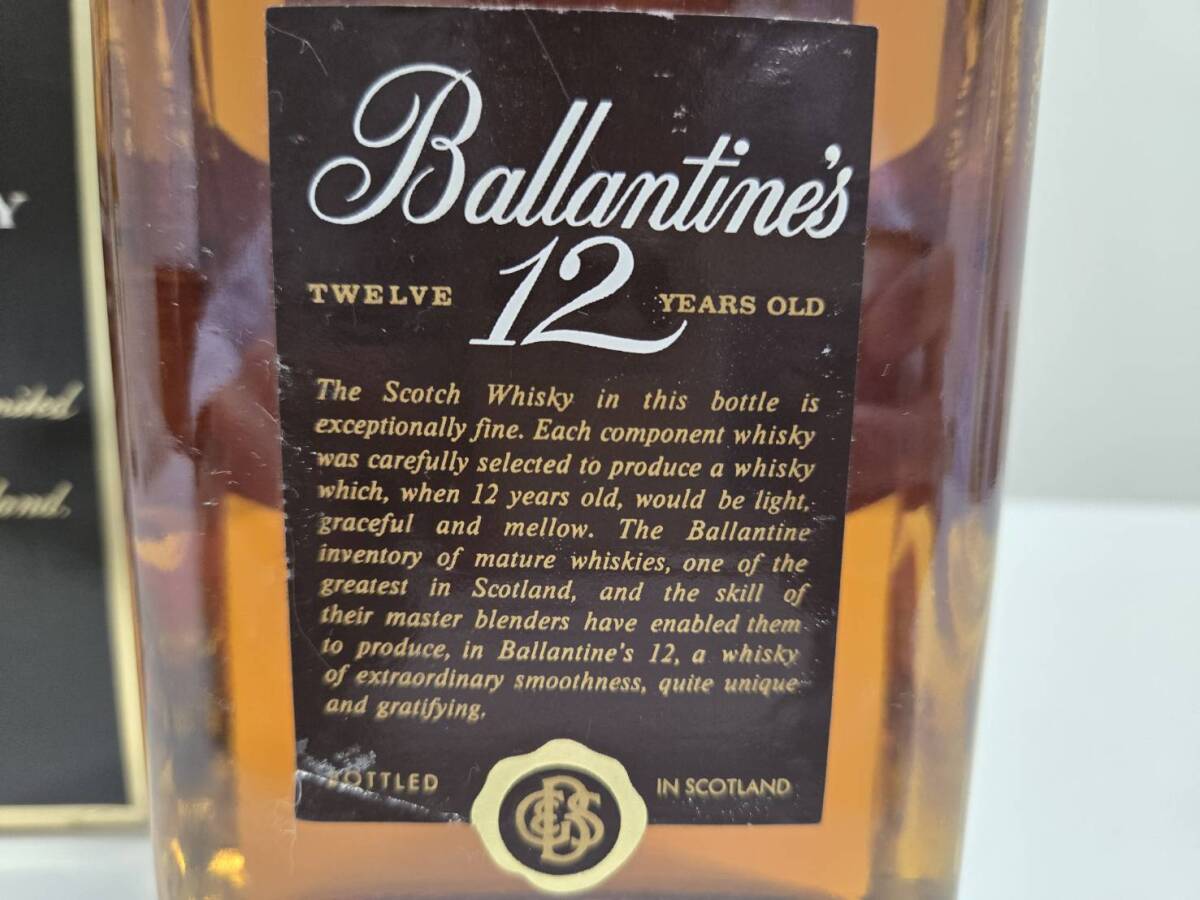 Y
Ballantine's
TWELVE 12 YEARS OLD
The Scotch Whisky in this bottle is
exceptionally fine. Each component whisky
was carefully selected to produce a whisky
which, when 12 years old, would be light,
graceful and mellow. The Ballantine
inventory of mature whiskies, one of the
greatest in Scotland, and the skill of
their master blenders have enabled them
to produce, in Ballantine's 12, a whisky
of extraordinary smoothness, quite unique
and gratifying.
BOTTLED IN SCOTLAND